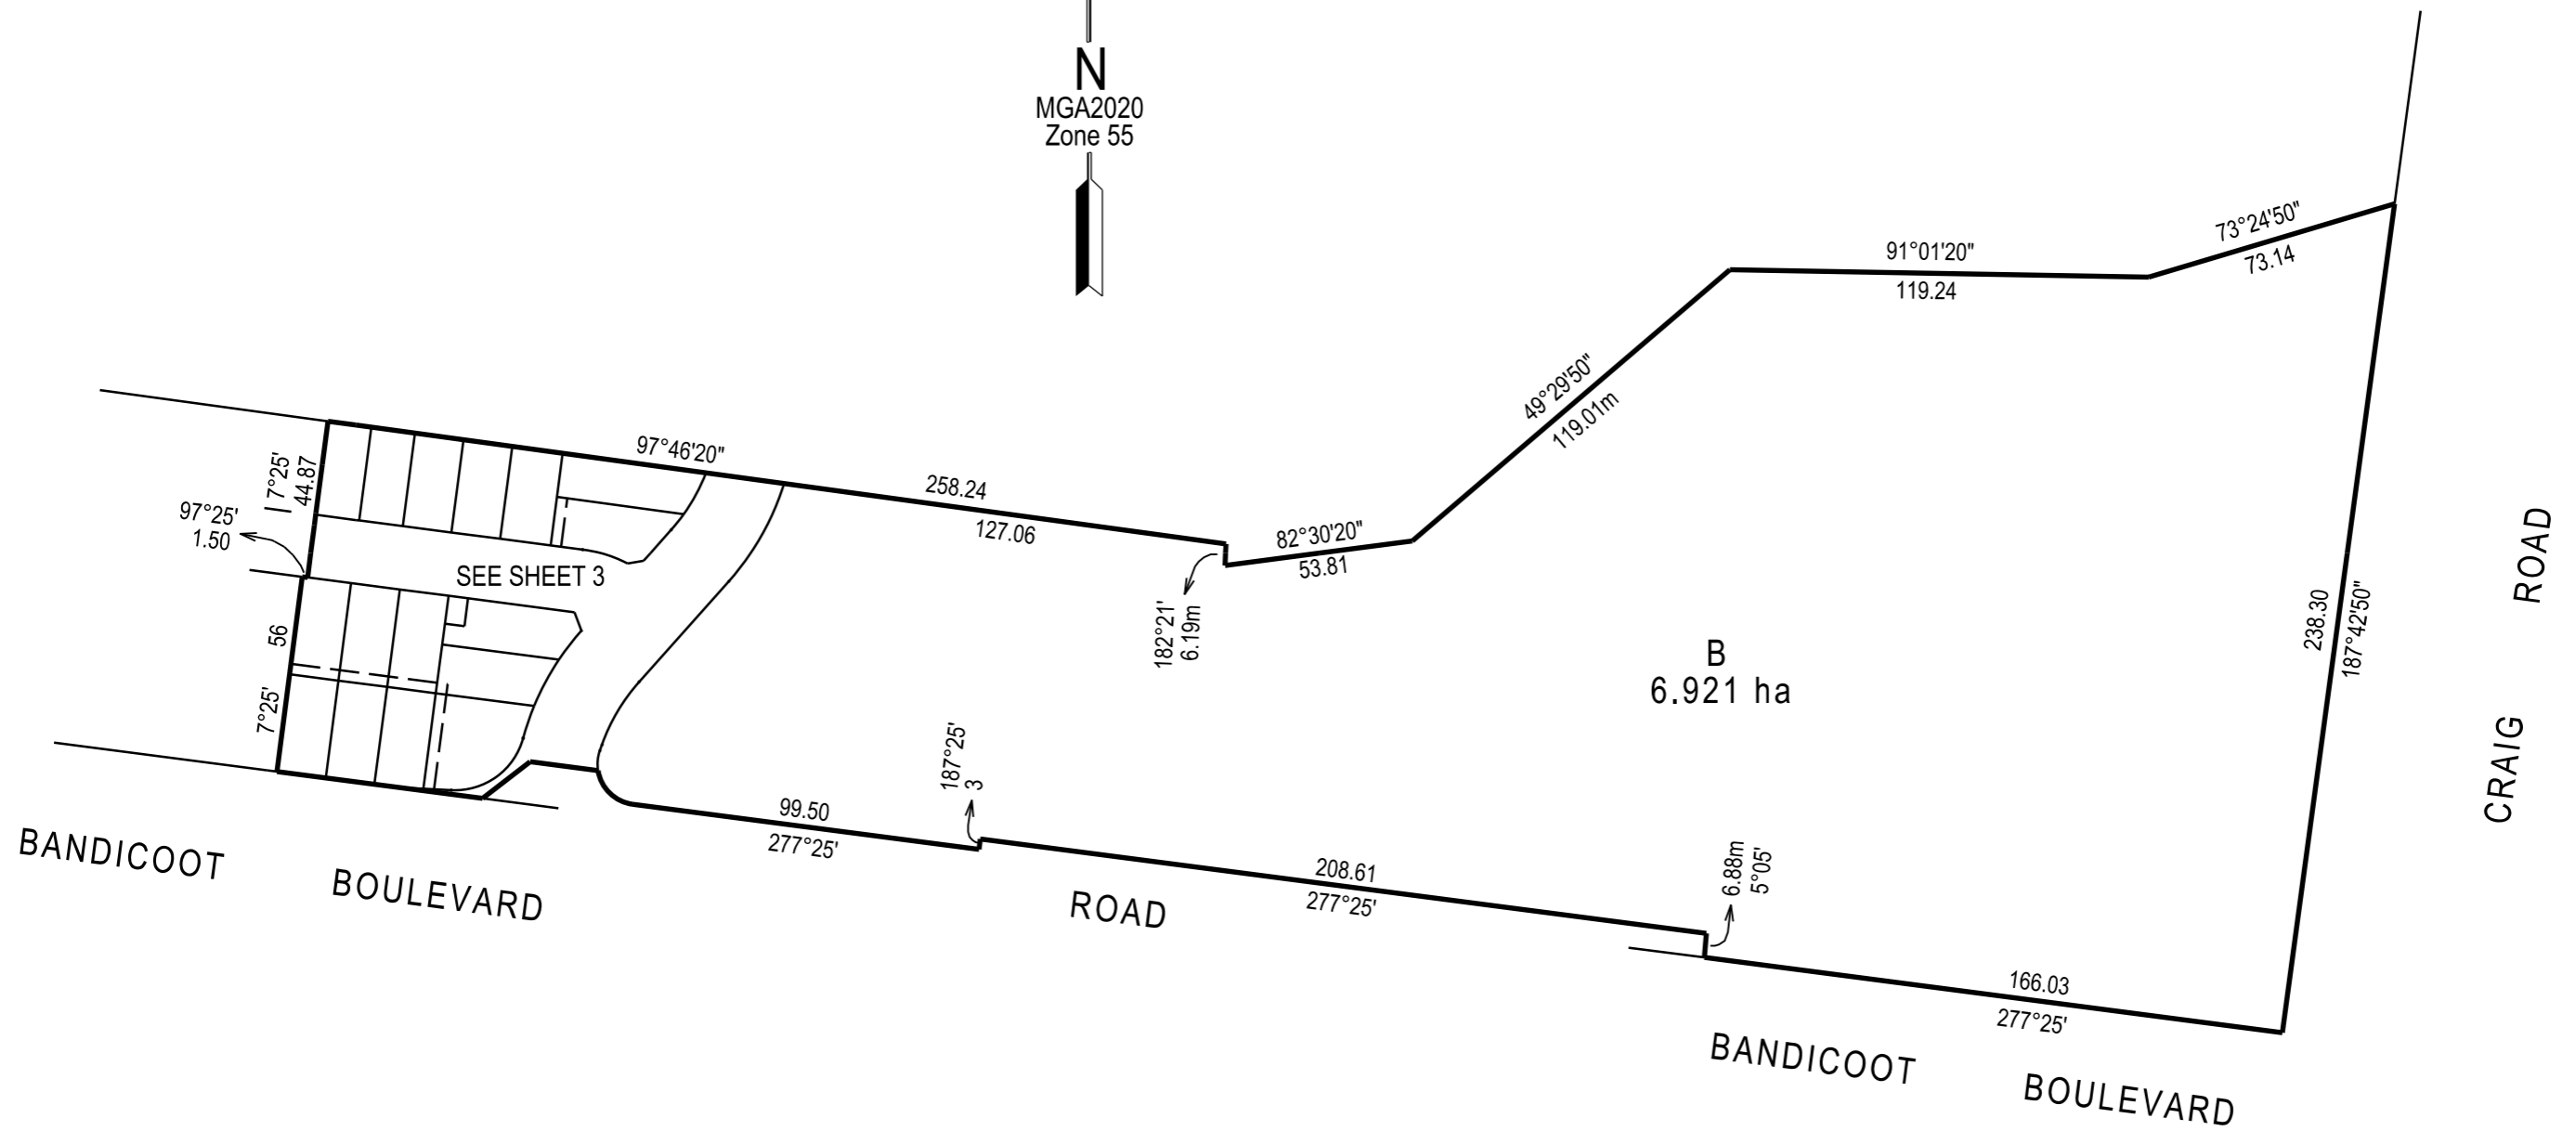 N
MGA2020
Zone 55
73°24'50"
73.14
91°01'20"
119.24
49°29'50"
119.01m
97°46'20"
258.24
127.06
7°25'
44.87
97°25'
1.50
SEE SHEET 3
82°30'20"
53.81
182°21'
6.19m
56
7°25'
B
6.921 ha
238.30
187°42'50"
CRAIG ROAD
187°25'
3
99.50
277°25'
208.61
277°25'
6.88m
5°05'
166.03
277°25'
BANDICOOT BOULEVARD
ROAD
BANDICOOT BOULEVARD